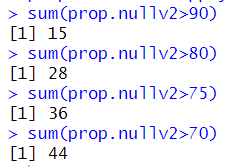 > sum(prop.nullv2>90)
[1] 15
> sum(prop.nullv2>80)
[1] 28
> sum(prop.nullv2>75)
[1] 36
> sum(prop.nullv2>70)
[1] 44